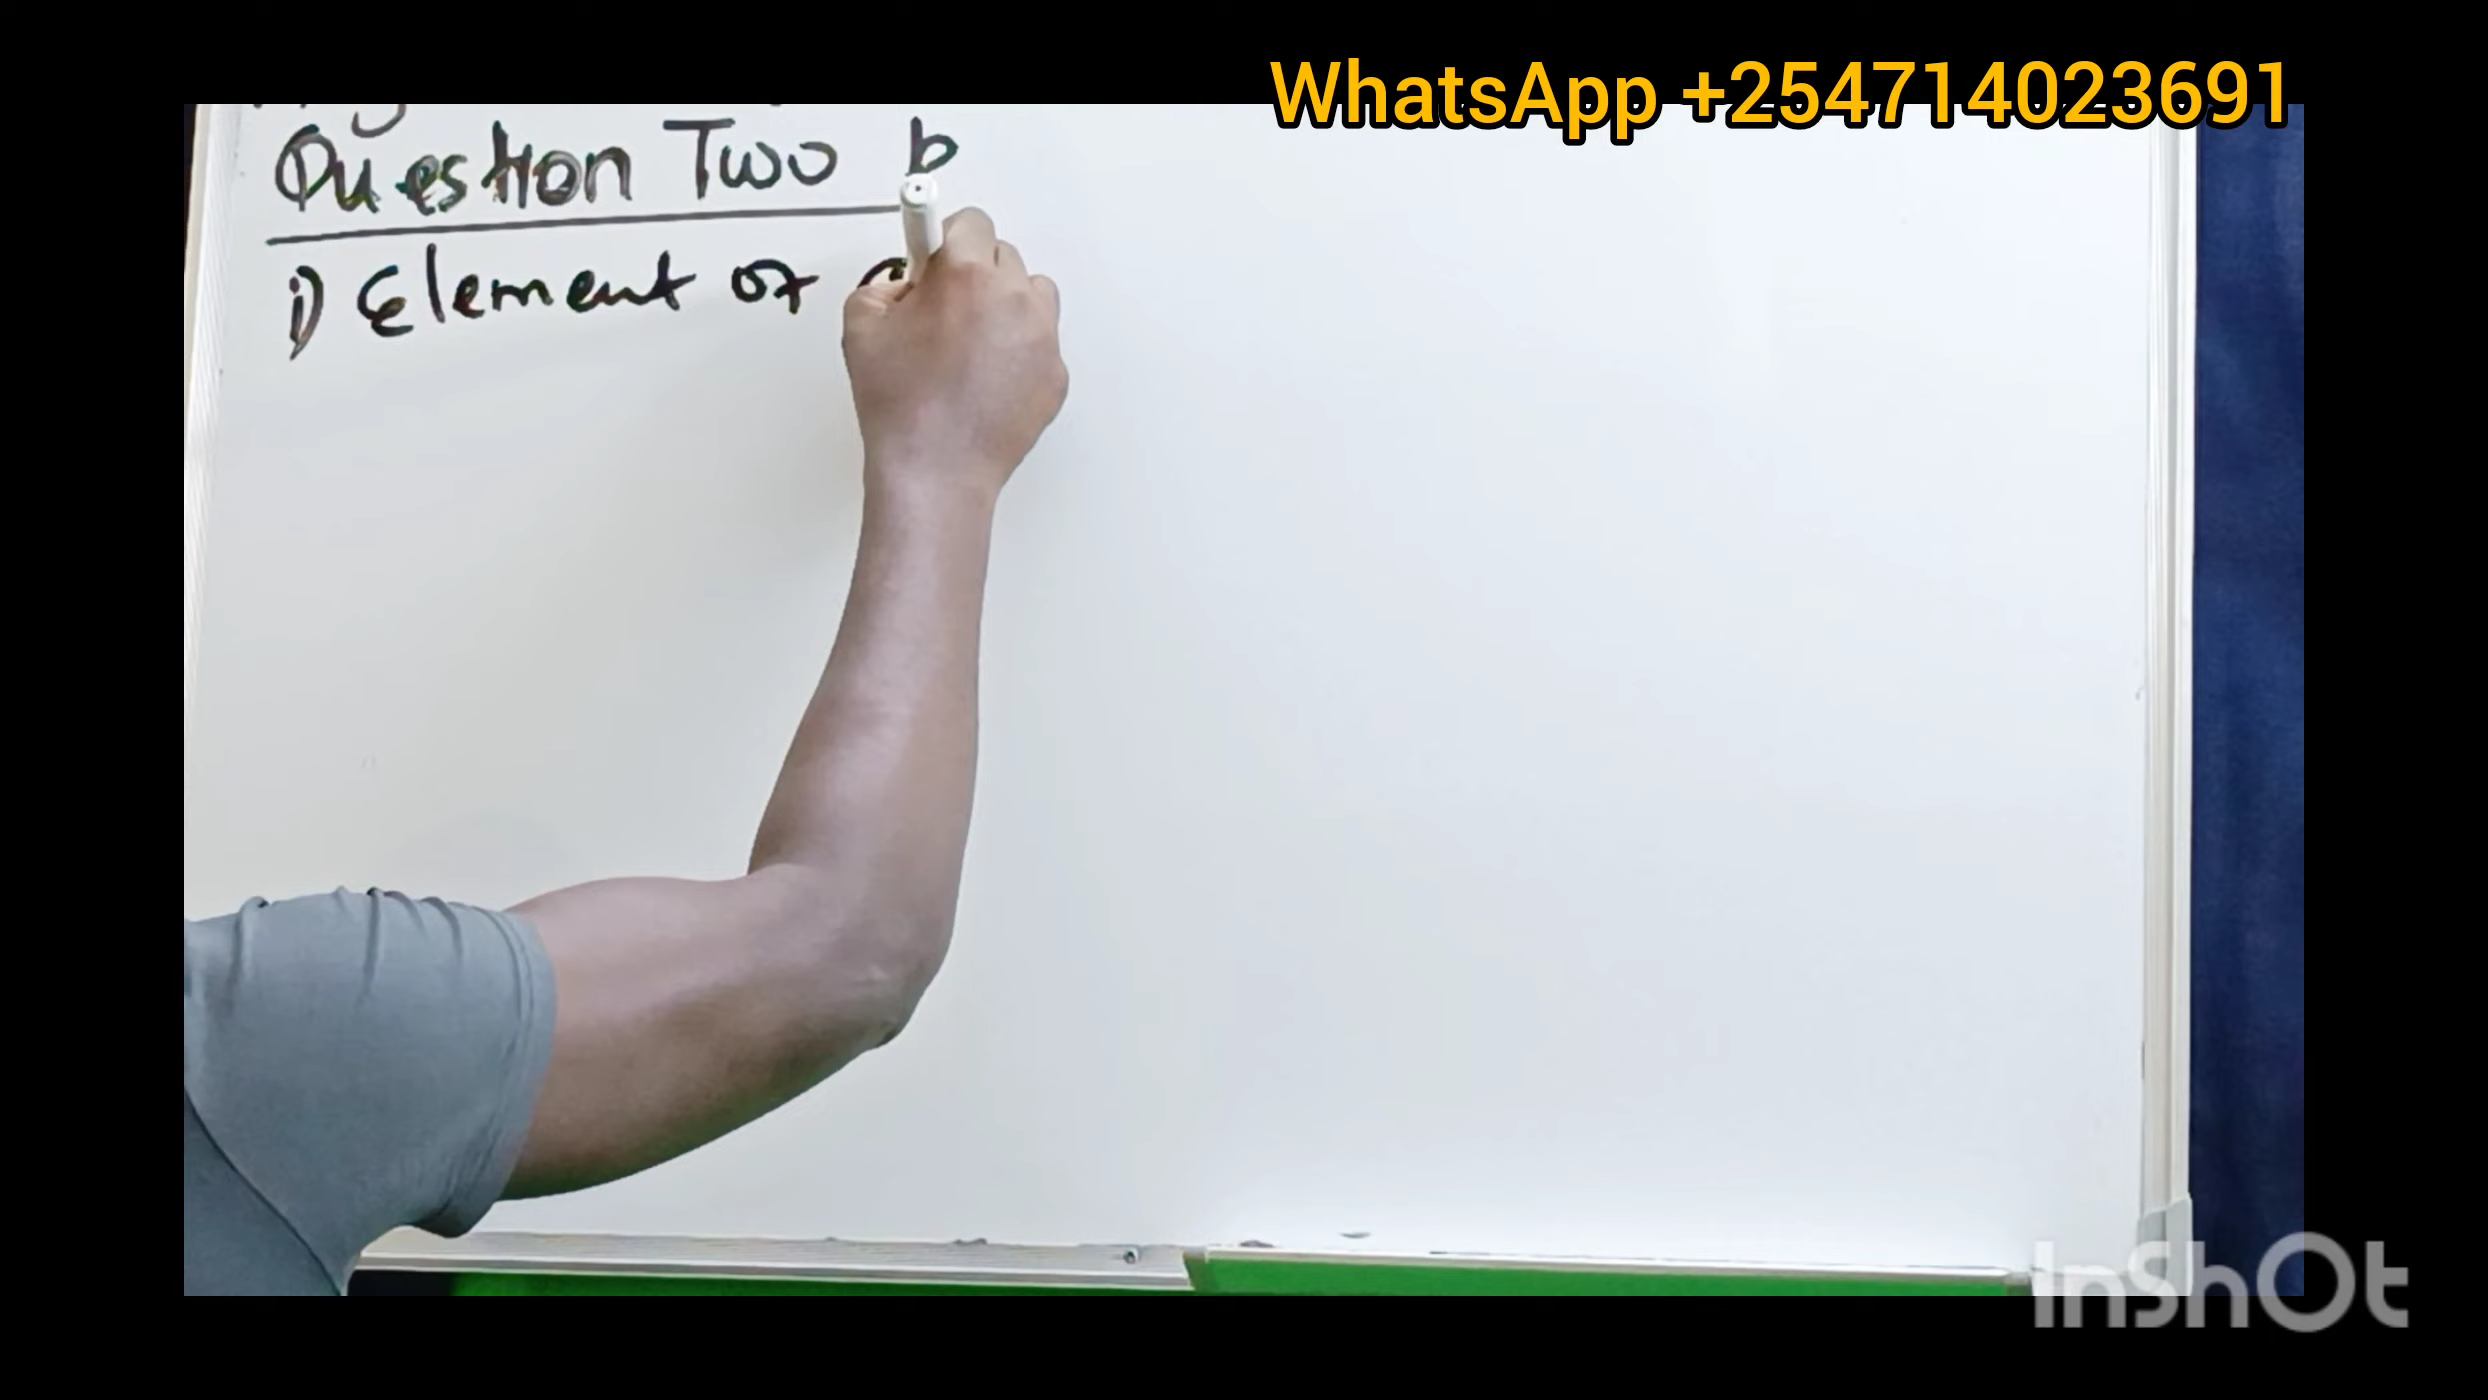 WhatsApp +254714023691
Question Two b
i) Element of
InShOt